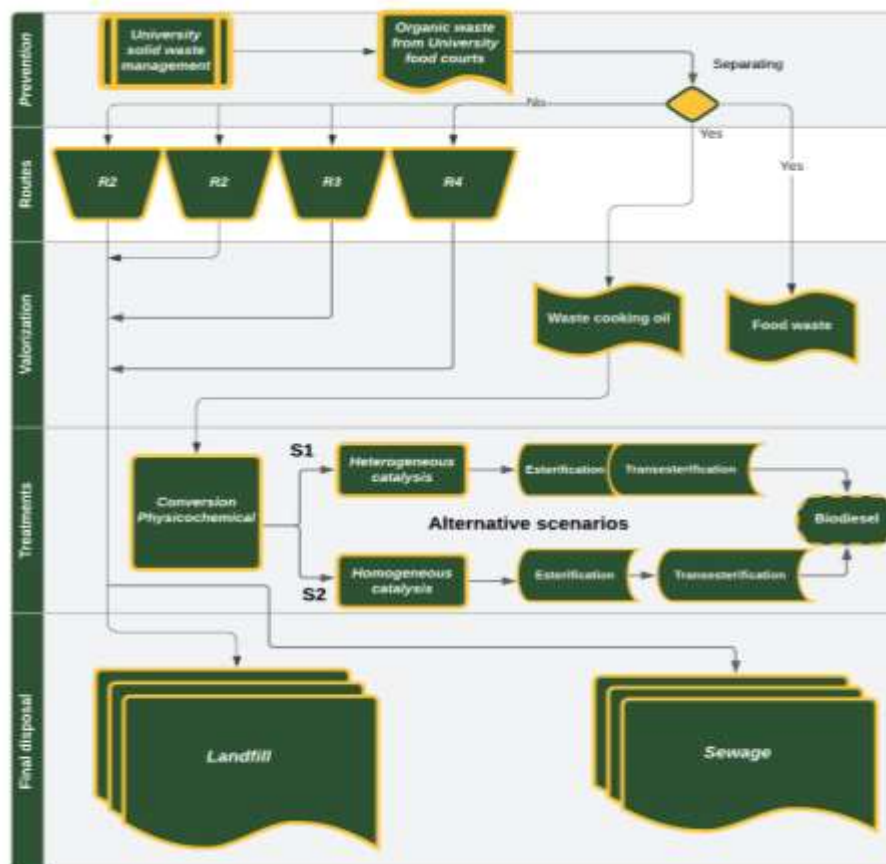 Prevention
University
solid waste
management
Organic waste
from University
food courts
Separating
No
Yes
Yes
Routes
R2
R2
R3
R4
Valorization
Waste cooking oil
Food waste
Treatments
Conversion
Physicochemical
S1
Heterogeneous
catalysis
Esterification
Transesterification
Alternative scenarios
Biodiesel
S2
Homogeneous
catalysis
Esterification
Transesterification
Final disposal
Landfill
Sewage